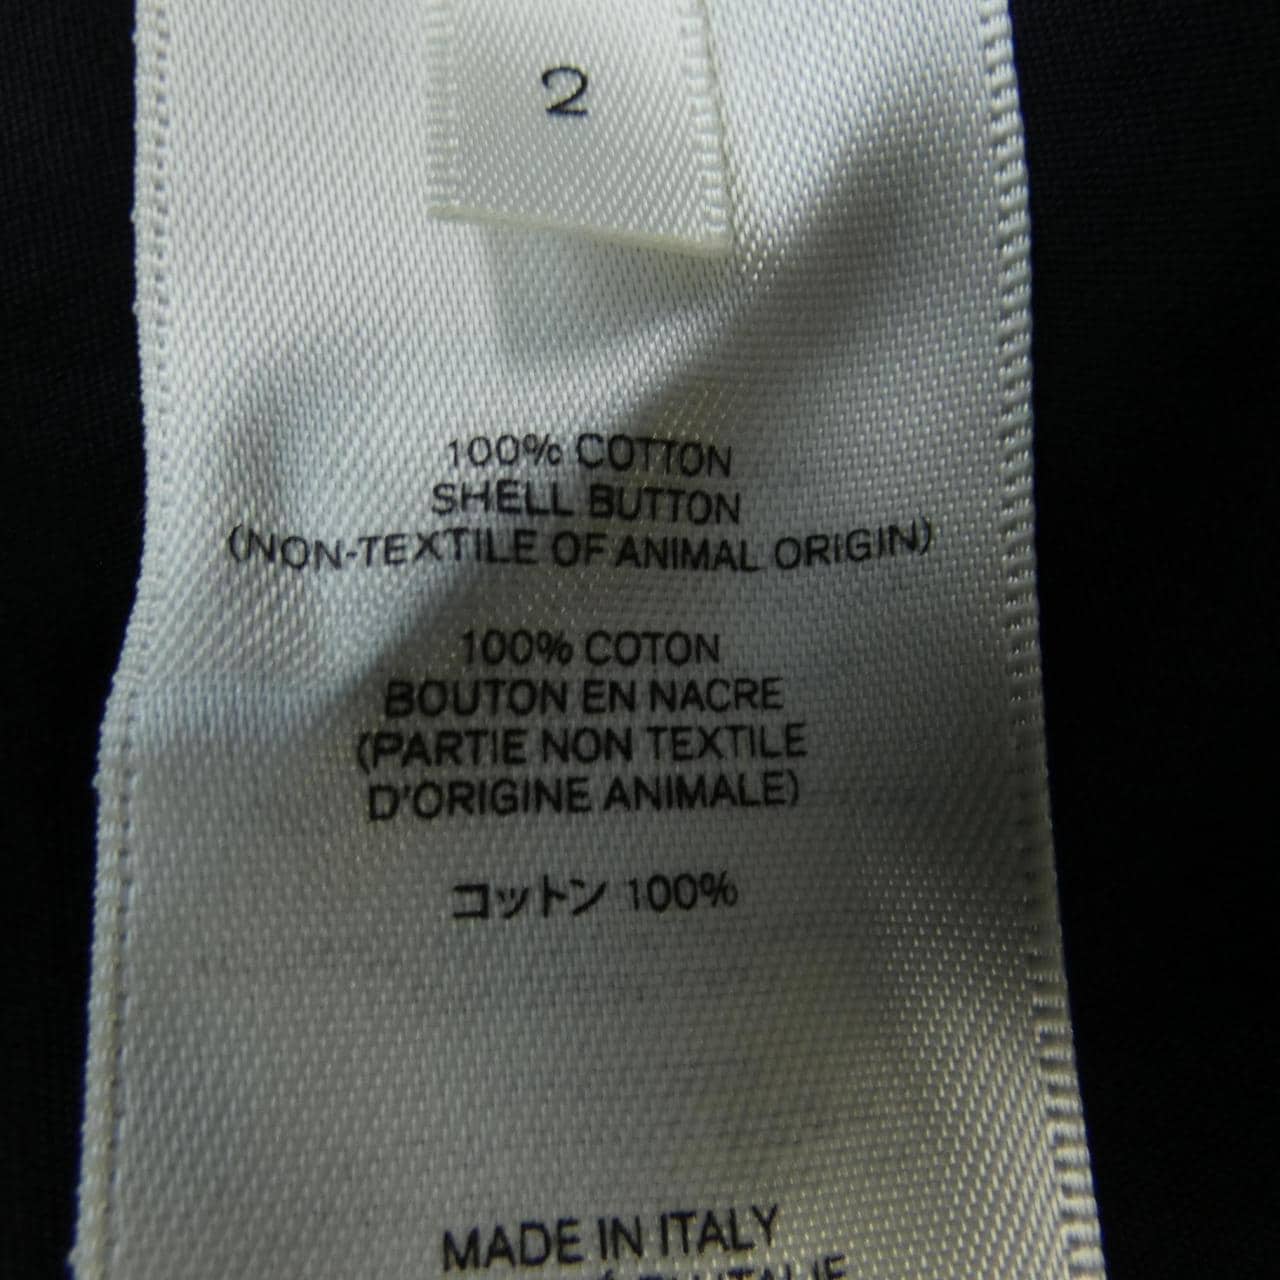 2
100% COTTON
SHELL BUTTON
(NON-TEXTILE OF ANIMAL ORIGIN)
100% COTON
BOUTON EN NACRE
(PARTIE NON TEXTILE
D'ORIGINE ANIMALE)
コットン 100%
MADE IN ITALY